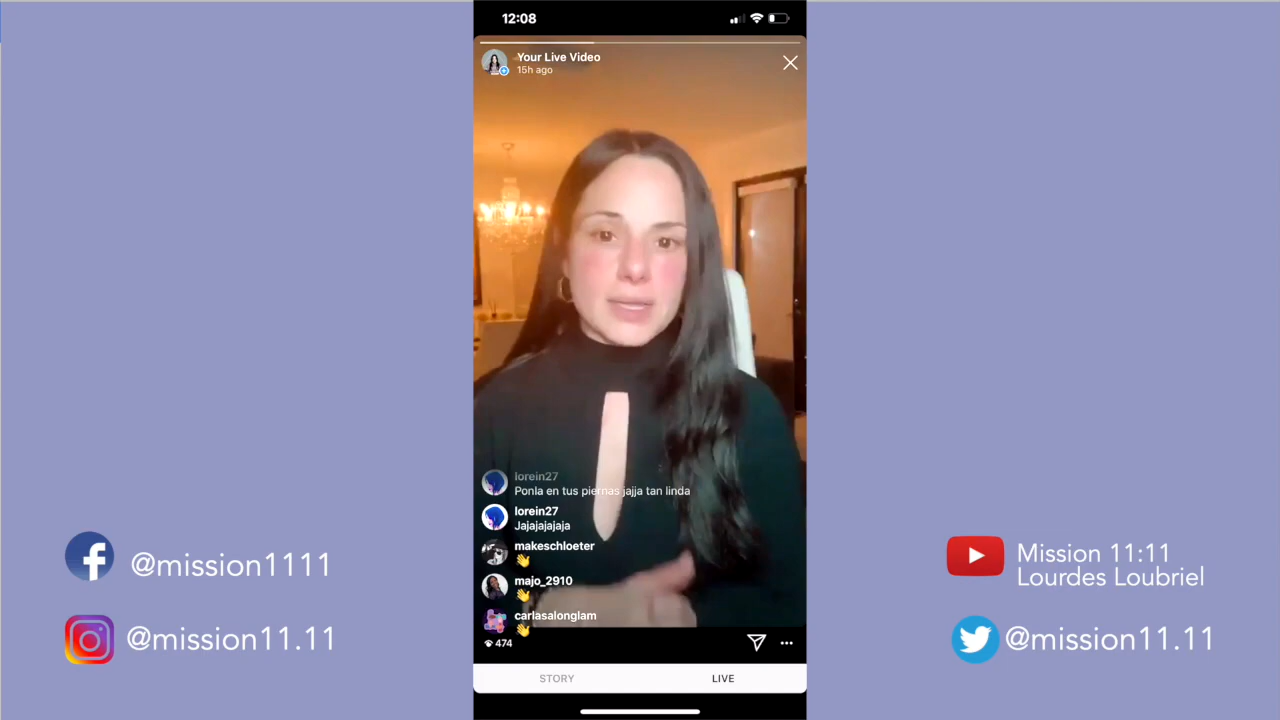 12:08
Your Live Video
15h ago
lorein27
Ponla en tus piernas jajja tan linda
lorein27
Jajajajajaja
makeschloeter
majo_2910
carlasalonglam
474
STORY
LIVE
@mission1111
@mission11.11
Mission 11:11
Lourdes Loubriel
@mission11.11